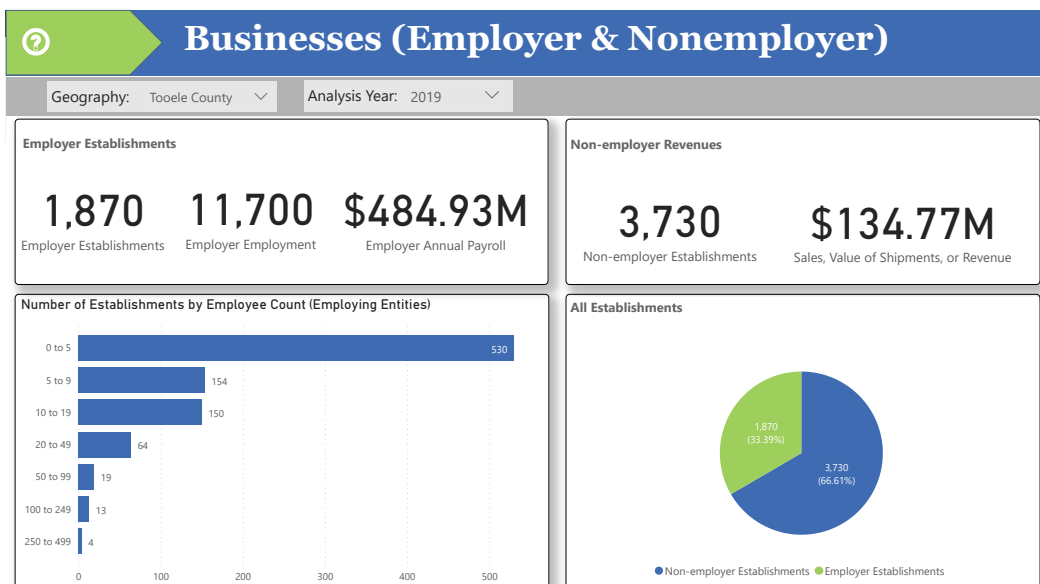 Businesses (Employer & Nonemployer)
Geography: Tooele County
Analysis Year: 2019
Employer Establishments
1,870 11,700 $484.93M
Employer Establishments Employer Employment Employer Annual Payroll
Non-employer Revenues
3,730 $134.77M
Non-employer Establishments Sales, Value of Shipments, or Revenue
Number of Establishments by Employee Count (Employing Entities)
0 to 5 530
5 to 9 154
10 to 19 150
20 to 49 64
50 to 99 19
100 to 249 13
250 to 499 4
0 100 200 300 400 500
All Establishments
1,870
(33.39%)
3,730
(66.61%)
Non-employer Establishments Employer Establishments